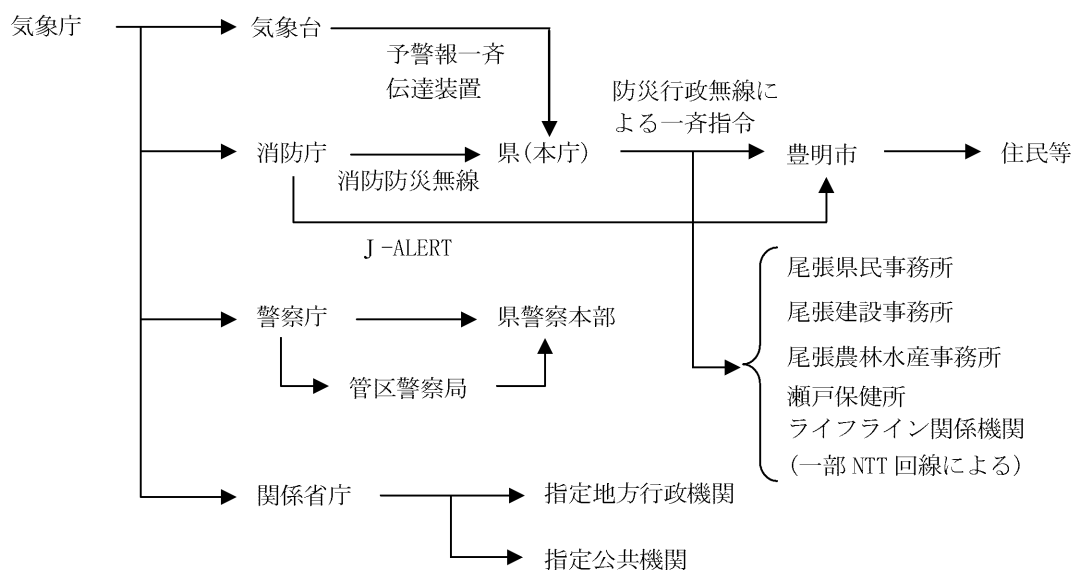 気象庁
気象台
予警報一斉
伝達装置
防災行政無線に
よる一斉指令
消防庁
県(本庁)
豊明市
住民等
消防防災無線
J-ALERT
尾張県民事務所
警察庁
県警察本部
尾張建設事務所
尾張農林水産事務所
管区警察局
瀬戸保健所
ライフライン関係機関
(一部 NTT 回線による)
関係省庁
指定地方行政機関
指定公共機関